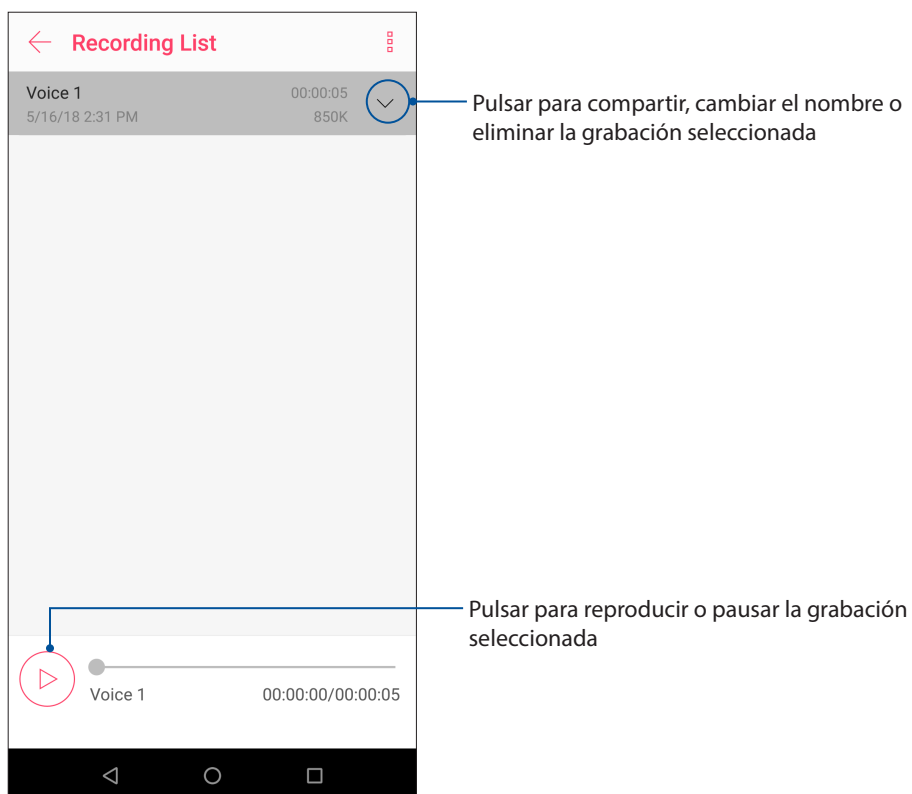 Recording List
Voice 1 00:00:05
5/16/18 2:31 PM 850K
Pulsar para compartir, cambiar el nombre o
eliminar la grabación seleccionada
Pulsar para reproducir o pausar la grabación
seleccionada
Voice 1 00:00:00/00:00:05